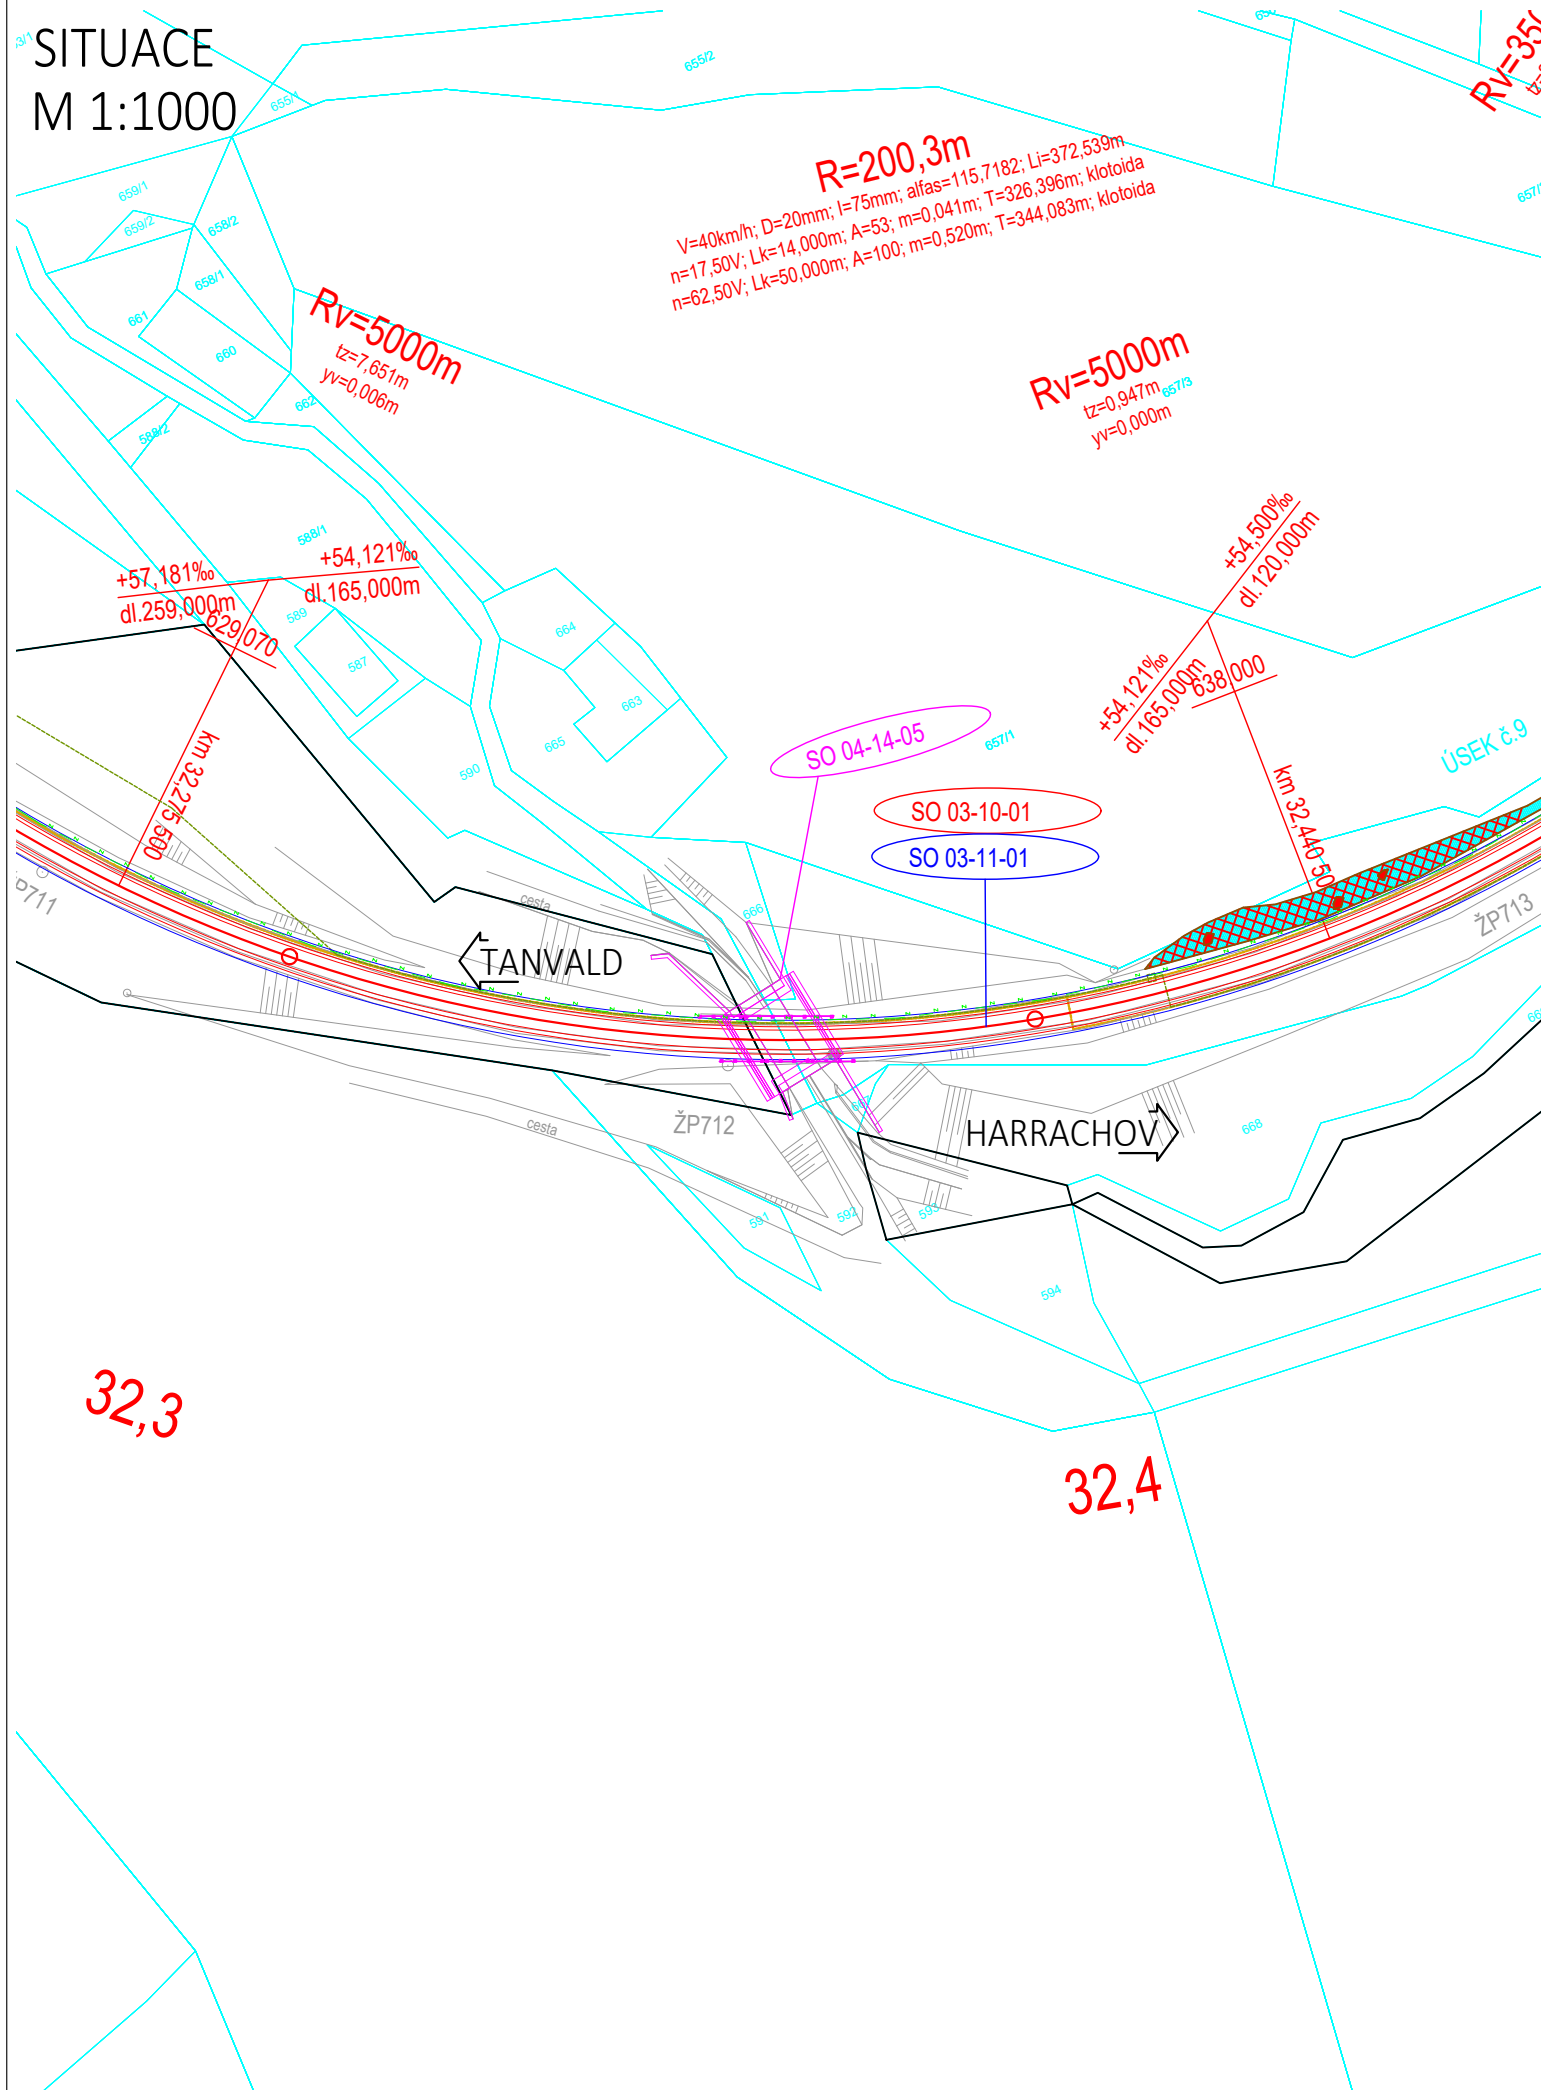 SITUACE
M 1:1000
655/2
655/1
659/1
659/2
658/2
658/1
661
660
662
588/2
588/1
R=200,3m
V=40km/h; D=20mm; I=75mm; alfas=115,7182; Li=372,539m
n=17,50V; Lk=14,000m; A=53; m=0,041m; T=326,396m; klotoida
n=62,50V; Lk=50,000m; A=100; m=0,520m; T=344,083m; klotoida
Rv=5000m
tz=7,651m
yv=0,006m
Rv=5000m
tz=0,947m
yv=0,000m
657/3
+57,181‰
dl.259,000m
+54,121‰
dl.165,000m
629,070
km 32,275 500
589
587
590
664
663
665
+54,500‰
dl.120,000m
+54,121‰
dl.165,000m
638,000
km 32,440 50
657/1
ÚSEK č.9
SO 04-14-05
SO 03-10-01
SO 03-11-01
cesta
666
TANVALD
ŽP713
ŽP712
HARRACHOV
cesta
668
591
592
593
594
32,3
32,4